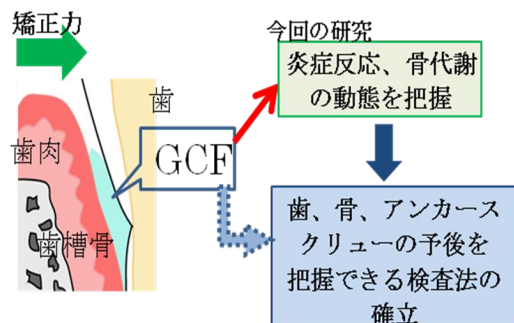 矯正力
今回の研究
炎症反応、骨代謝
の動態を把握
歯
歯肉
GCF
歯槽骨
歯、骨、アンカース
クリューの予後を
把握できる検査法の
確立